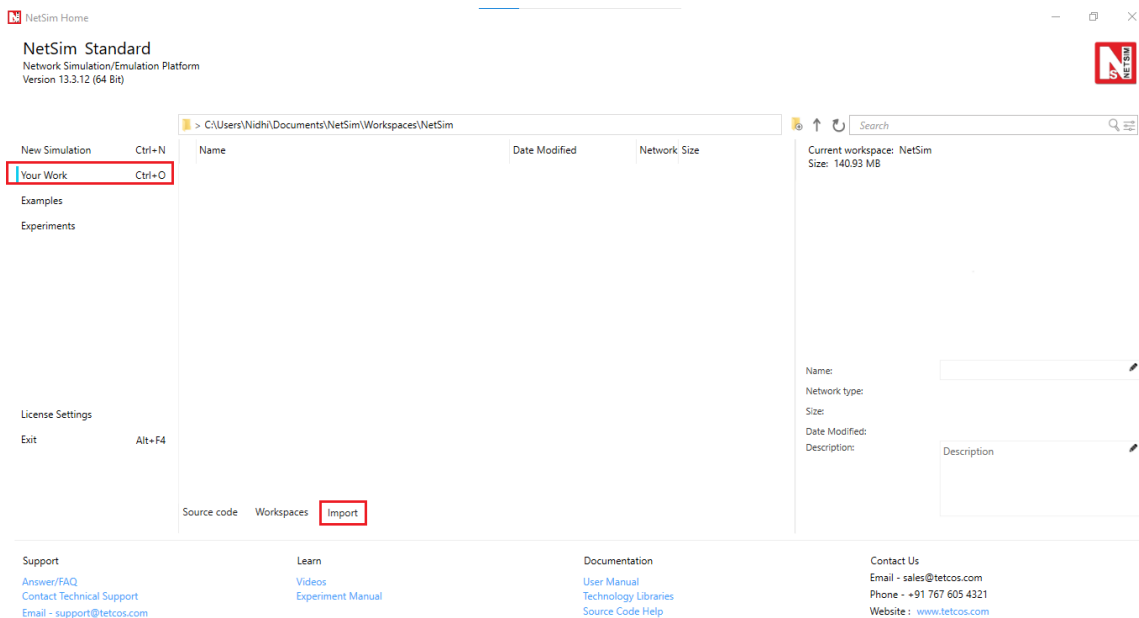 NetSim Home
NetSim Standard
Network Simulation/Emulation Platform
Version 13.3.12 (64 Bit)
NS NETSIM
> C:\Users\Nidhi\Documents\NetSim\Workspaces\NetSim
Search
New Simulation Ctrl+N
Your Work Ctrl+O
Examples
Experiments
License Settings
Exit Alt+F4
Name Date Modified Network Size
Source code Workspaces Import
Current workspace: NetSim
Size: 140.93 MB
Name:
Network type:
Size:
Date Modified:
Description: Description
Support
Answer/FAQ
Contact Technical Support
Email - support@tetcos.com
Learn
Videos
Experiment Manual
Documentation
User Manual
Technology Libraries
Source Code Help
Contact Us
Email - sales@tetcos.com
Phone - +91 767 605 4321
Website : www.tetcos.com